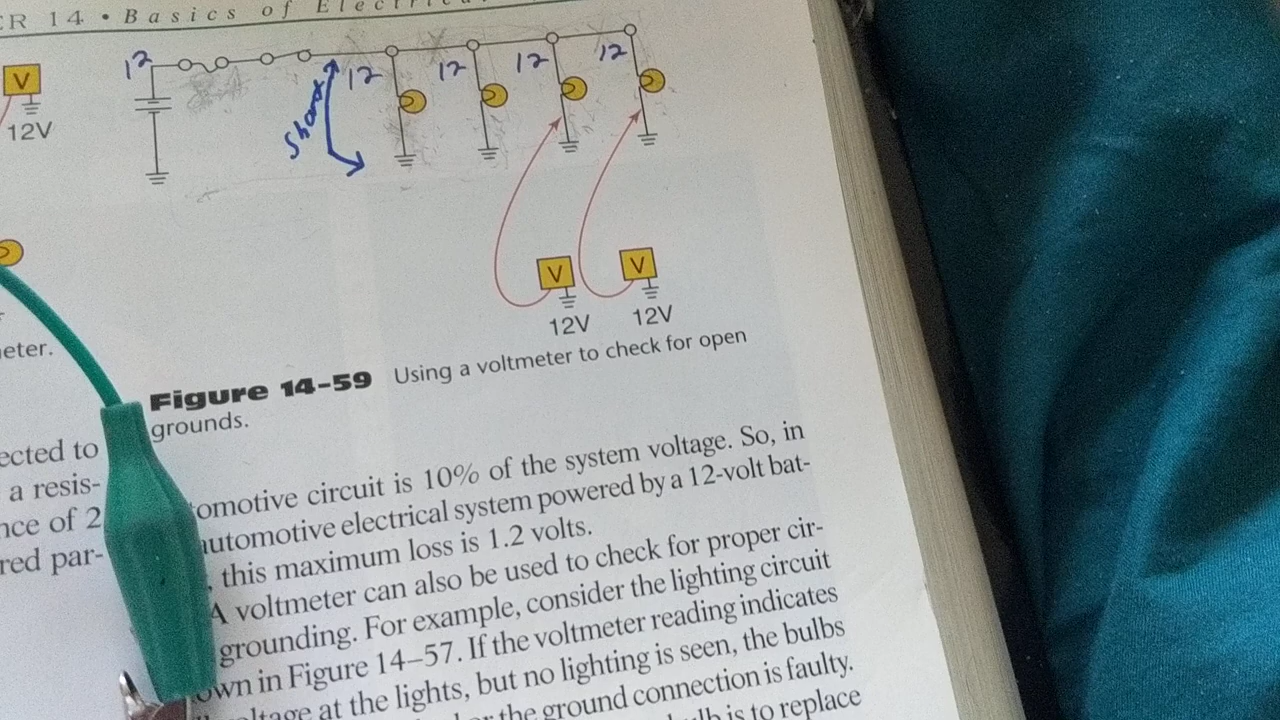 ER 14 • Basics of Electrica
V
12V
12
Short
12
12
12
12
V
V
12V
12V
eter.
Figure 14–59 Using a voltmeter to check for open
grounds.
ected to
a resis-
nce of 2
red par-
omotive circuit is 10% of the system voltage. So, in
automotive electrical system powered by a 12-volt bat-
, this maximum loss is 1.2 volts.
A voltmeter can also be used to check for proper cir-
grounding. For example, consider the lighting circuit
own in Figure 14–57. If the voltmeter reading indicates
ltage at the lights, but no lighting is seen, the bulbs
or the ground connection is faulty.
bulb is to replace